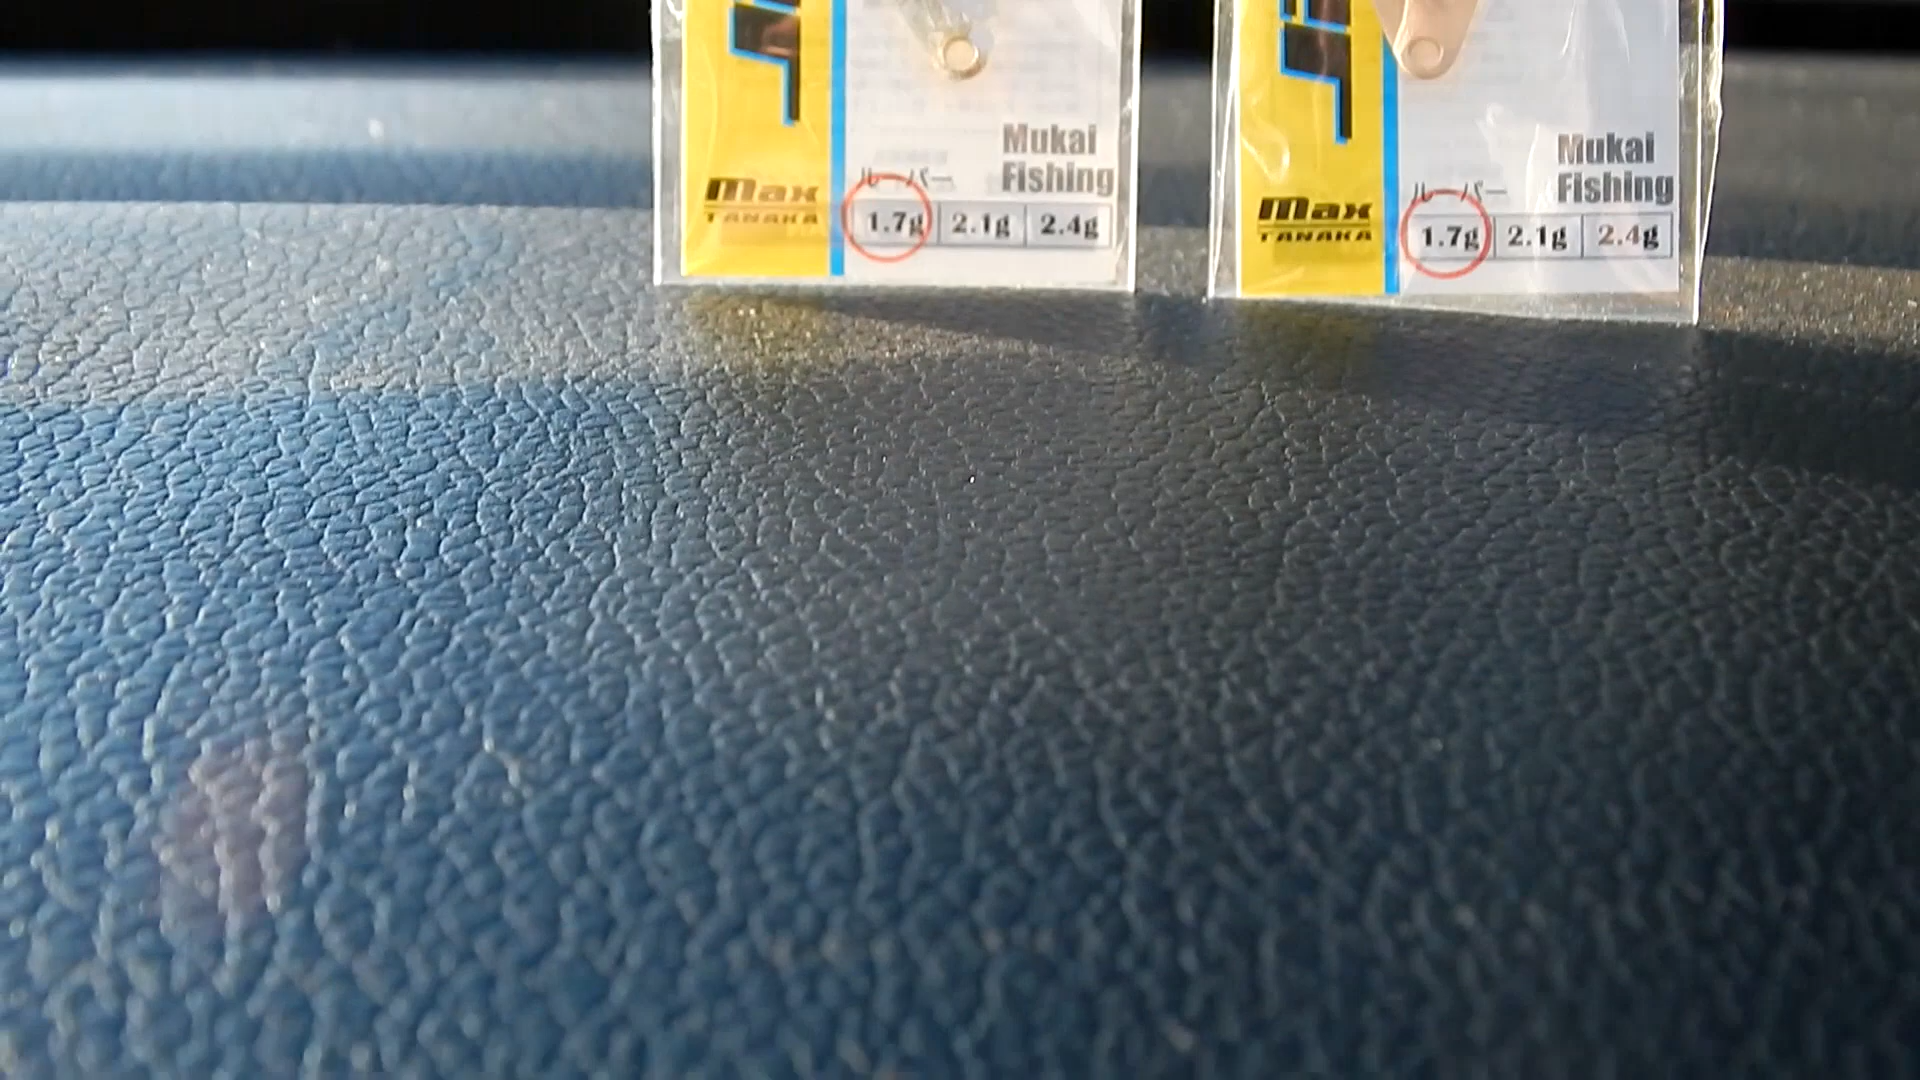 Mukai
Fishing
max
TANAKA
ルーバー
1.7g 2.1g 2.4g
Mukai
Fishing
max
TANAKA
ルーバー
1.7g 2.1g 2.4g